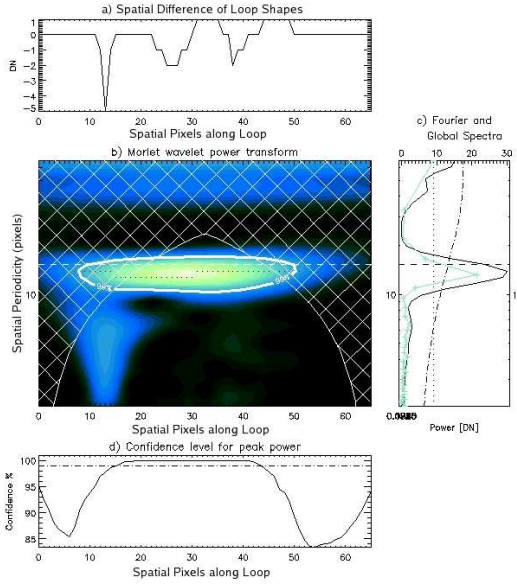 a) Spatial Difference of Loop Shapes
DN
1
0
-1
-2
-3
-4
-5
0 10 20 30 40 50 60
Spatial Pixels along Loop
b) Morlet wavelet power transform
Spatial Periodicity (pixels)
10
99%
99%
0 10 20 30 40 50 60
Spatial Pixels along Loop
c) Fourier and
Global Spectra
0 10 20 30
10
1
Power [DN]
d) Confidence level for peak power
Confidence %
100
95
90
85
0 10 20 30 40 50 60
Spatial Pixels along Loop